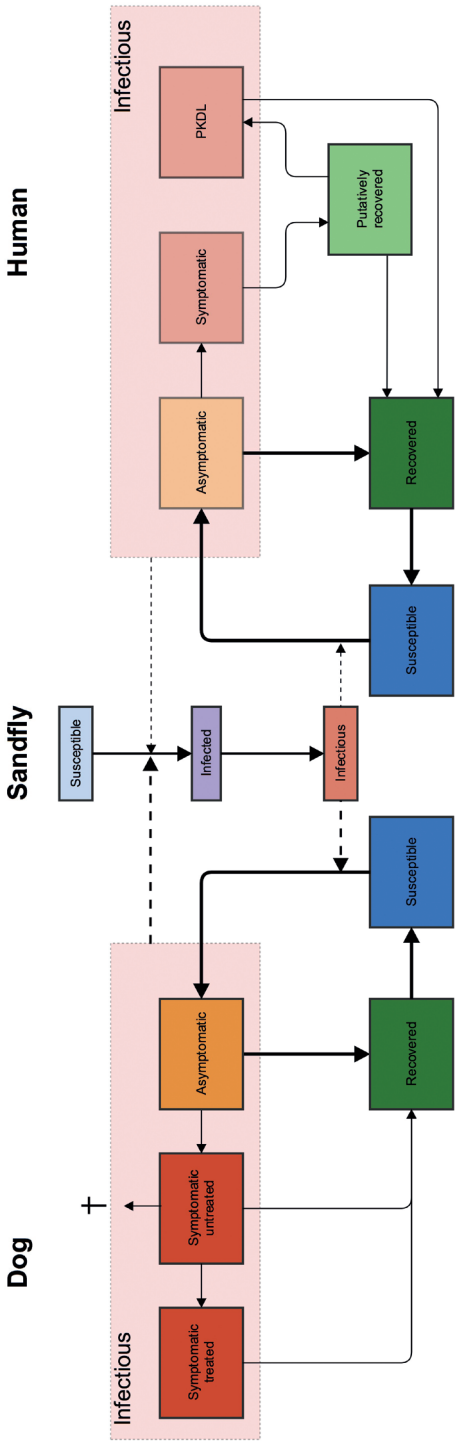 Dog
Sandfly
Human
Infectious
Infectious
Susceptible
Symptomatic
treated
Symptomatic
untreated
Asymptomatic
Infected
Asymptomatic
Symptomatic
PKDL
Putatively
recovered
Recovered
Susceptible
Infectious
Susceptible
Recovered
†